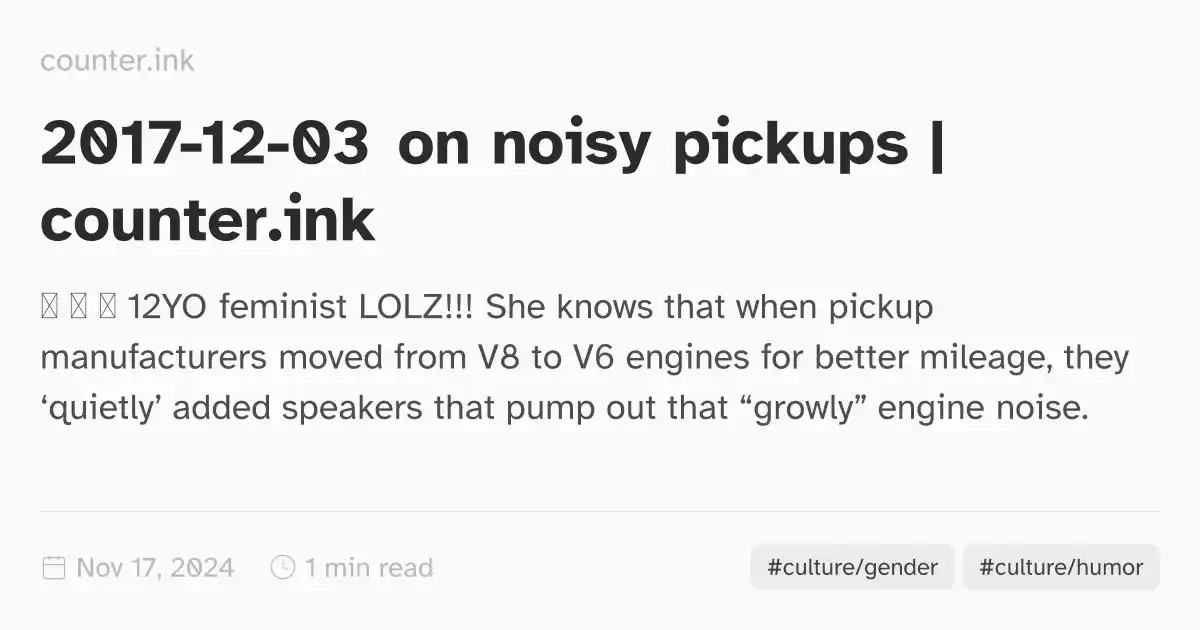 counter.ink
2017-12-03 on noisy pickups |
counter.ink
12YO feminist LOLZ!!! She knows that when pickup
manufacturers moved from V8 to V6 engines for better mileage, they
‘quietly’ added speakers that pump out that “growly” engine noise.
Nov 17, 2024
1 min read
#culture/gender
#culture/humor